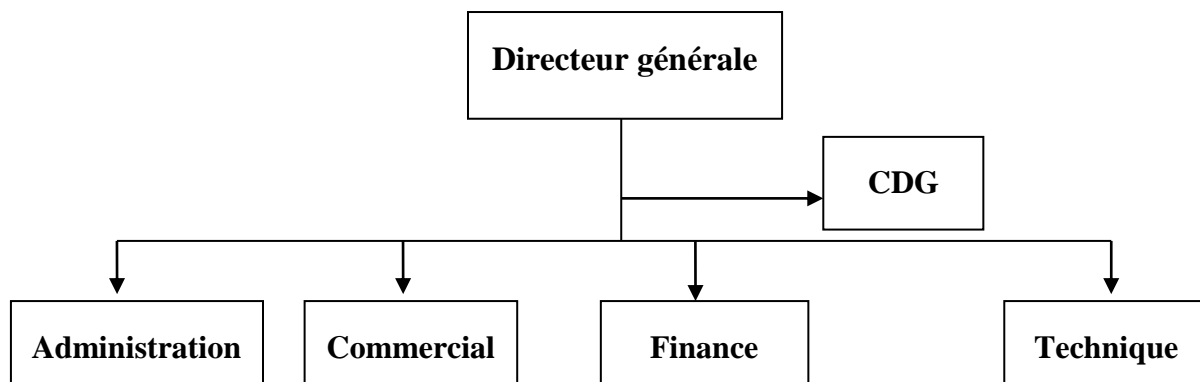 Directeur générale
CDG
Administration
Commercial
Finance
Technique